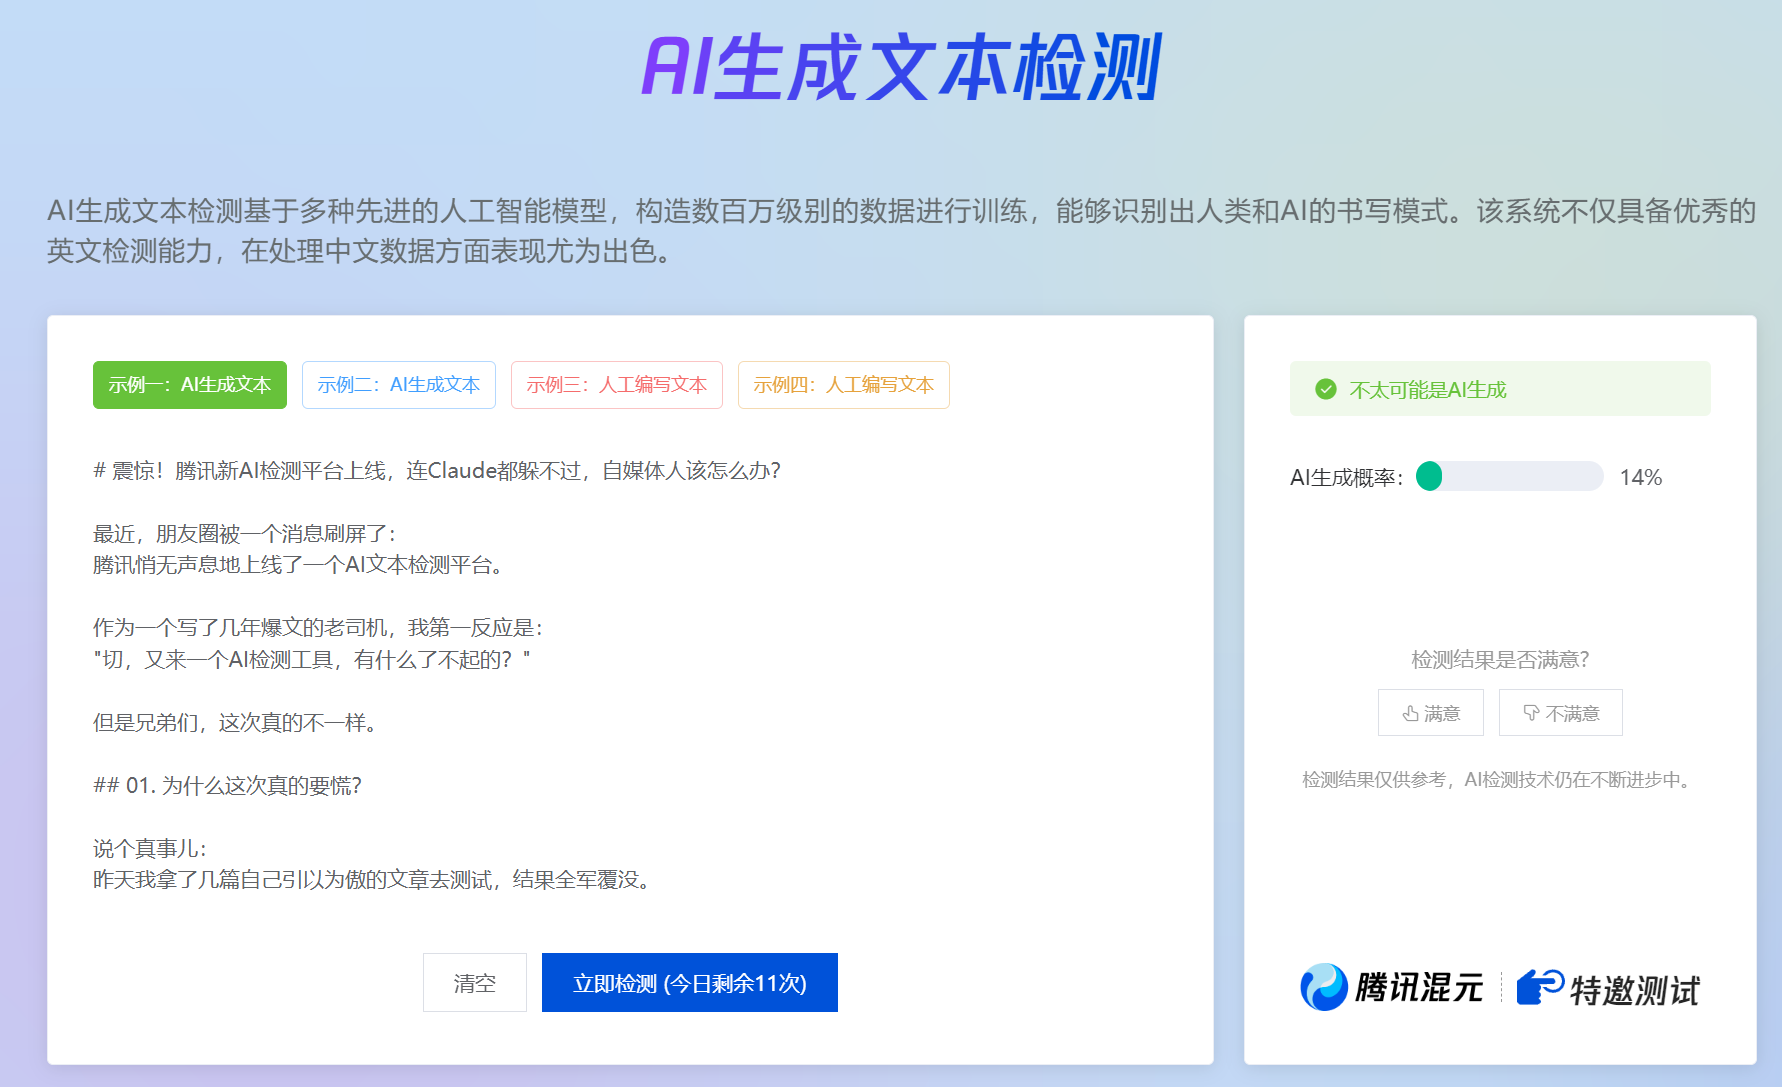 AI生成文本检测
AI生成文本检测基于多种先进的人工智能模型，构造数百万级别的数据进行训练，能够识别出人类和AI的书写模式。该系统不仅具备优秀的
英文检测能力，在处理中文数据方面表现尤为出色。
示例一：AI生成文本
示例二：AI生成文本
示例三：人工编写文本
示例四：人工编写文本
# 震惊！腾讯新AI检测平台上线，连Claude都躲不过，自媒体人该怎么办？
最近，朋友圈被一个消息刷屏了：
腾讯悄无声息地上线了一个AI文本检测平台。
作为一个写了几年爆文的老司机，我第一反应是：
"切，又来一个AI检测工具，有什么了不起的？"
但是兄弟们，这次真的不一样。
## 01. 为什么这次真的要慌？
说个真事儿：
昨天我拿了几篇自己引以为傲的文章去测试，结果全军覆没。
清空
立即检测 (今日剩余11次)
不太可能是AI生成
AI生成概率：
14%
检测结果是否满意？
满意
不满意
检测结果仅供参考，AI检测技术仍在不断进步中。
腾讯混元
特邀测试